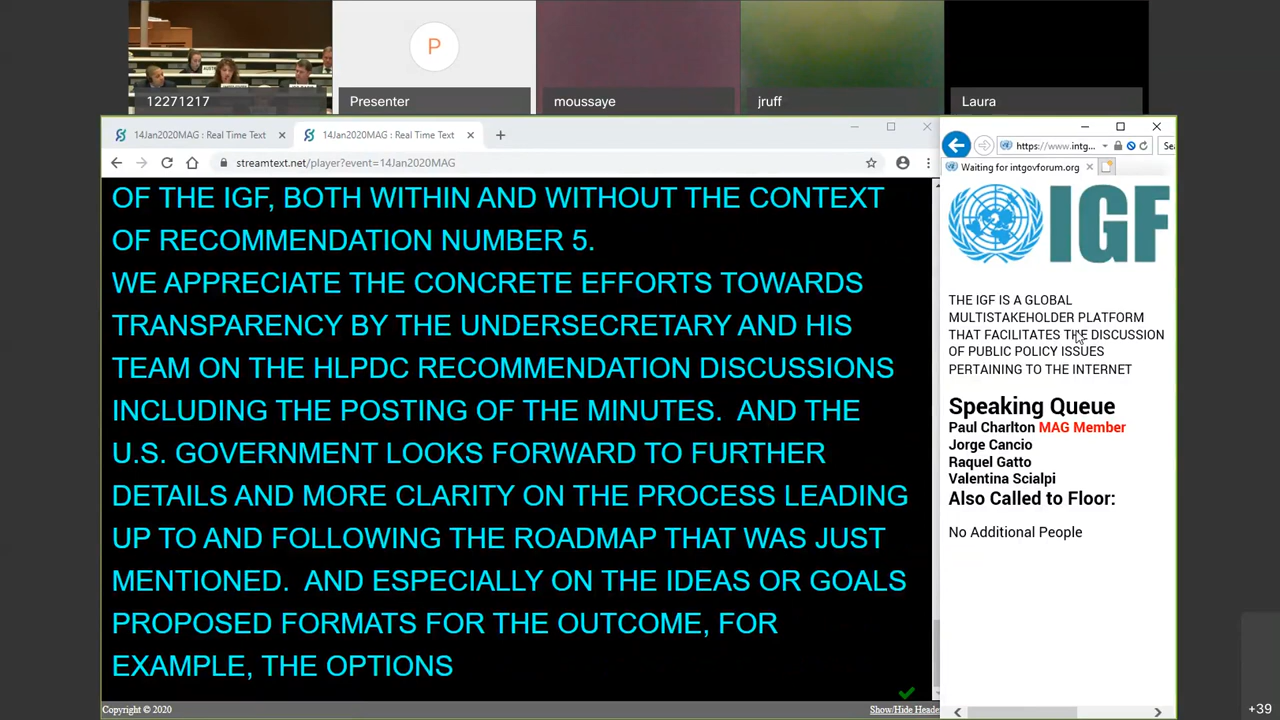 P
12271217
Presenter
moussaye
jruff
Laura
14Jan2020MAG : Real Time Text
14Jan2020MAG : Real Time Text
streamtext.net/player?event=14Jan2020MAG
OF THE IGF, BOTH WITHIN AND WITHOUT THE CONTEXT
OF RECOMMENDATION NUMBER 5.
WE APPRECIATE THE CONCRETE EFFORTS TOWARDS
TRANSPARENCY BY THE UNDERSECRETARY AND HIS
TEAM ON THE HLPDC RECOMMENDATION DISCUSSIONS
INCLUDING THE POSTING OF THE MINUTES.  AND THE
U.S. GOVERNMENT LOOKS FORWARD TO FURTHER
DETAILS AND MORE CLARITY ON THE PROCESS LEADING
UP TO AND FOLLOWING THE ROADMAP THAT WAS JUST
MENTIONED.  AND ESPECIALLY ON THE IDEAS OR GOALS
PROPOSED FORMATS FOR THE OUTCOME, FOR
EXAMPLE, THE OPTIONS
Copyright © 2020
Show/Hide Heade
https://www.intg...
Sea
Waiting for intgovforum.org
IGF
THE IGF IS A GLOBAL
MULTISTAKEHOLDER PLATFORM
THAT FACILITATES THE DISCUSSION
OF PUBLIC POLICY ISSUES
PERTAINING TO THE INTERNET
Speaking Queue
Paul Charlton MAG Member
Jorge Cancio
Raquel Gatto
Valentina Scialpi
Also Called to Floor:
No Additional People
+39